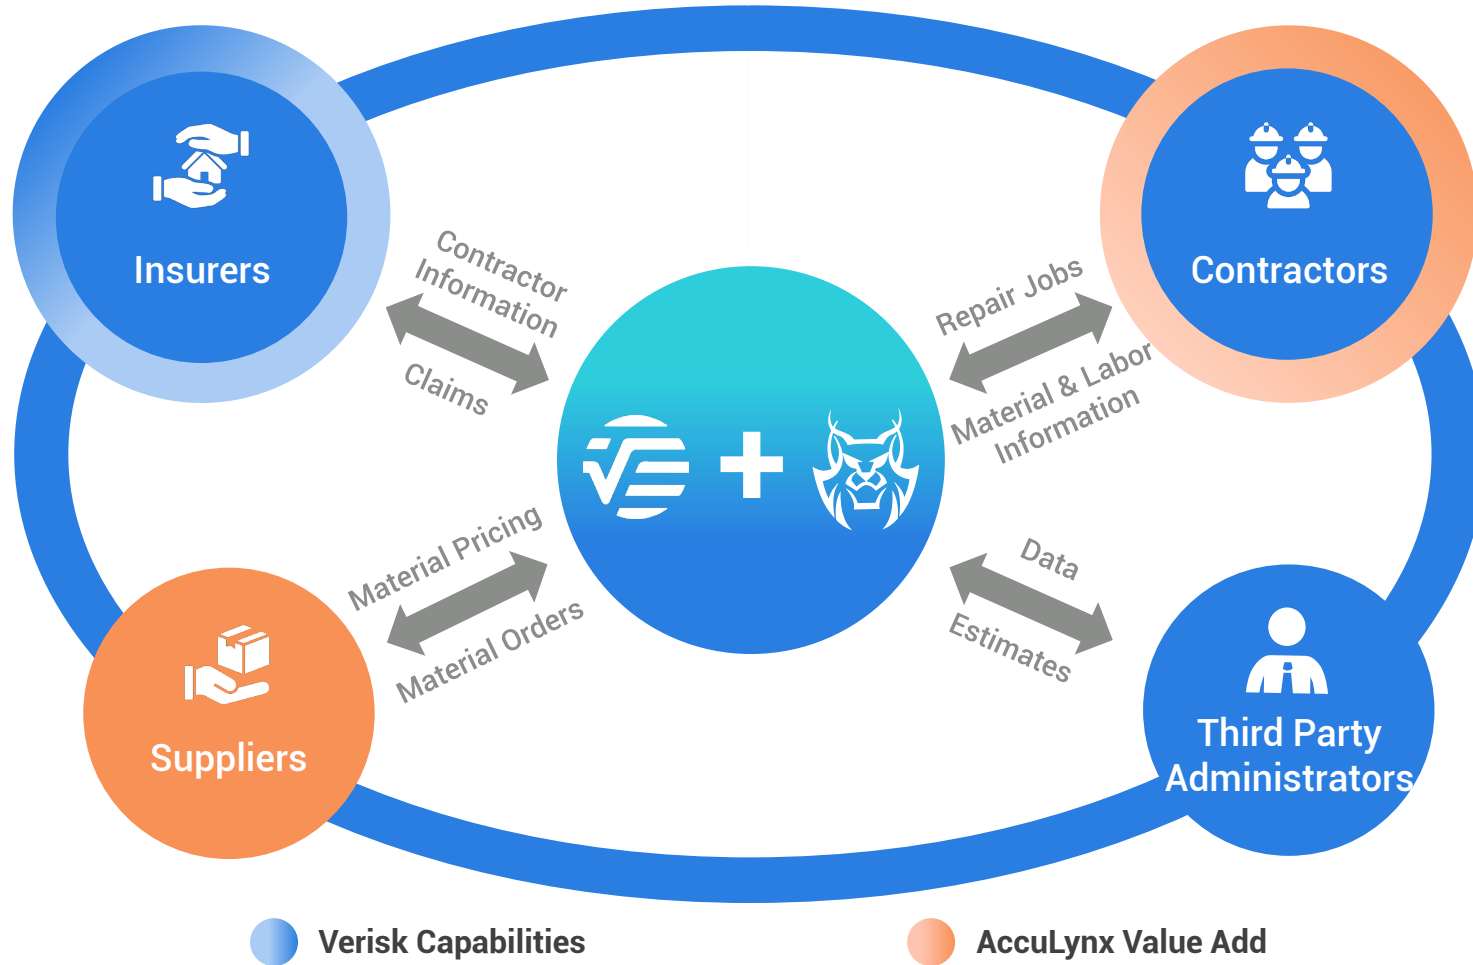 Insurers
Contractors
Contractor
Information
Claims
Repair Jobs
Material & Labor
Information
Material Pricing
Material Orders
Data
Estimates
Suppliers
Third Party
Administrators
Verisk Capabilities
AccuLynx Value Add